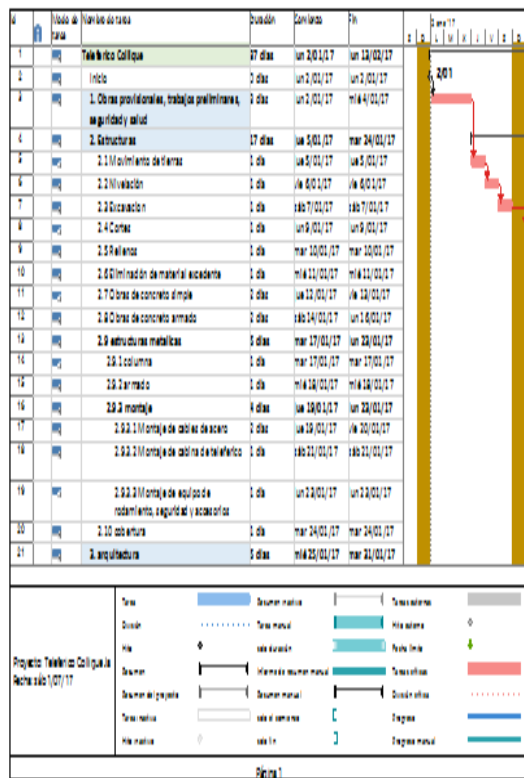 Id Modo de tarea Nombre de tarea Duración Comienzo Fin
2 ene '17
S D L M X J V S D
1 Teleferico Collique 37 días lun 2/01/17 lun 13/02/17
2 Inicio 0 días lun 2/01/17 lun 2/01/17
2/01
3 1. Obras provisionales, trabajos preliminares, seguridad y salud 3 días lun 2/01/17 mié 4/01/17
4 2. Estructuras 17 días jue 5/01/17 mar 24/01/17
5 2.1 Movimiento de tierras 1 día jue 5/01/17 jue 5/01/17
6 2.2 Nivelación 1 día vie 6/01/17 vie 6/01/17
7 2.3 Excavacion 1 día sáb 7/01/17 sáb 7/01/17
8 2.4 Cortes 1 día lun 9/01/17 lun 9/01/17
9 2.5 Rellenos 1 día mar 10/01/17 mar 10/01/17
10 2.6 Eliminación de material excedente 1 día mié 11/01/17 mié 11/01/17
11 2.7 Obras de concreto simple 2 días jue 12/01/17 vie 13/01/17
12 2.8 Obras de concreto armado 2 días sáb 14/01/17 lun 16/01/17
13 2.9 estructuras metalicas 6 días mar 17/01/17 lun 23/01/17
14 2.9.1 columna 1 día mar 17/01/17 mar 17/01/17
15 2.9.2 armado 1 día mié 18/01/17 mié 18/01/17
16 2.9.3 montaje 4 días jue 19/01/17 lun 23/01/17
17 2.9.3.1 Montaje de cables de acero 2 días jue 19/01/17 vie 20/01/17
18 2.9.3.2 Montaje de cabina de teleferico 1 día sáb 21/01/17 sáb 21/01/17
19 2.9.3.3 Montaje de equipo de rodamiento, seguridad y accesorios 1 día lun 23/01/17 lun 23/01/17
20 2.10 cobertura 1 día mar 24/01/17 mar 24/01/17
21 3. arquitectura mié 25/01/17 mar 31/01/17
Proyecto: Teleferico Collique
Fecha: sáb 1/07/17
Tarea Resumen inactivo Tareas externas
División Tarea manual Hito externo
Hito solo duración Fecha límite
Resumen Informe de resumen manual Tareas críticas
Resumen del proyecto Resumen manual División crítica
Tarea inactiva solo el comienzo Progreso
Hito inactivo solo fin Progreso manual
Página 1